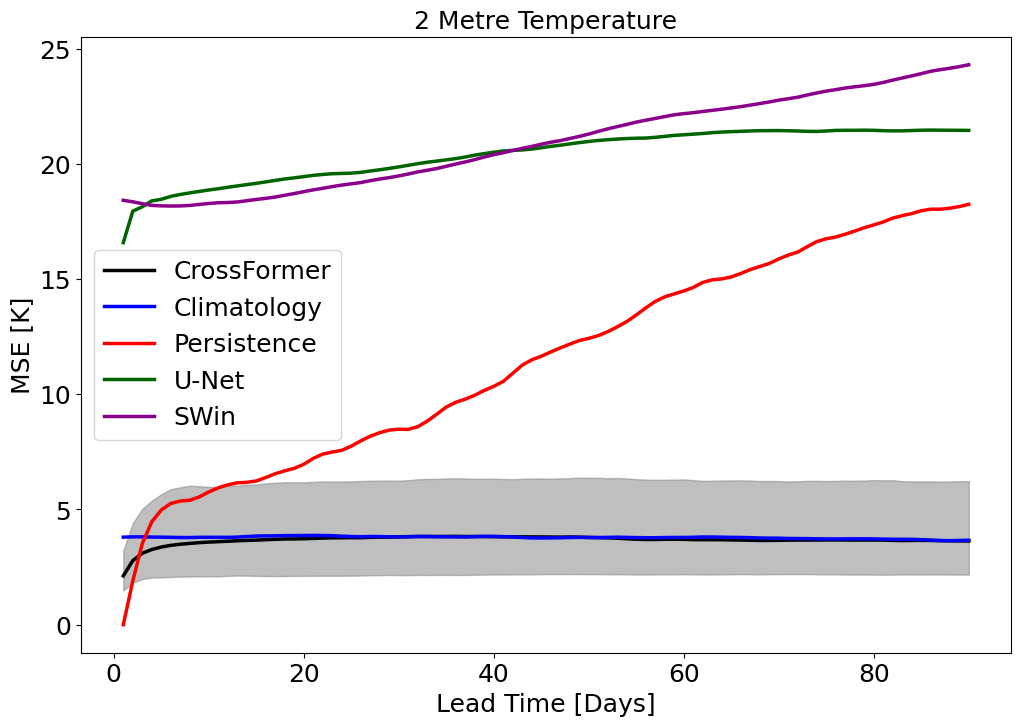 2 Metre Temperature
25
20
15
10
5
0
MSE [K]
CrossFormer
Climatology
Persistence
U-Net
SWin
0 20 40 60 80
Lead Time [Days]